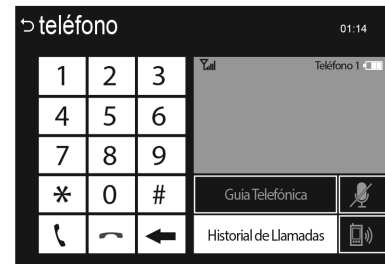 teléfono
01:14
1 2 3
Teléfono 1
4 5 6
7 8 9
* 0 #
Guia Telefónica
Historial de Llamadas